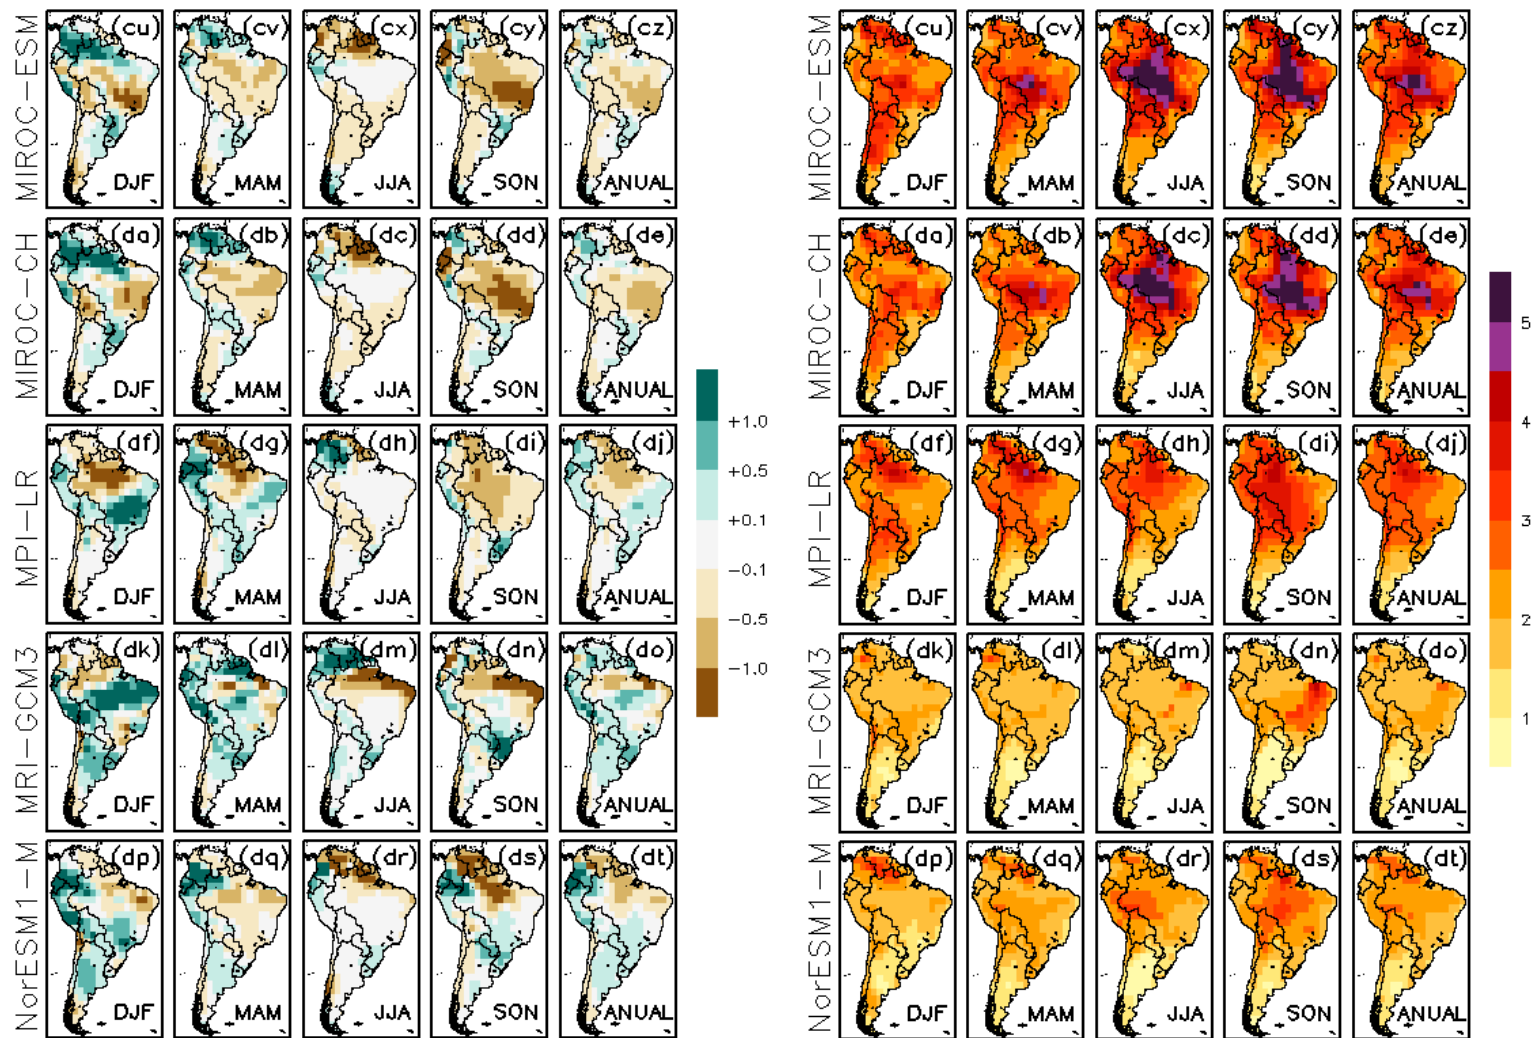 MIROC-ESM
(cu) (cv) (cx) (cy) (cz)
DJF MAM JJA SON ANUAL
MIROC-ESM
(cu) (cv) (cx) (cy) (cz)
DJF MAM JJA SON ANUAL
MIROC-CH
(da) (db) (dc) (dd) (de)
DJF MAM JJA SON ANUAL
MIROC-CH
(da) (db) (dc) (dd) (de)
DJF MAM JJA SON ANUAL
MPI-LR
(df) (dg) (dh) (di) (dj)
DJF MAM JJA SON ANUAL
MPI-LR
(df) (dg) (dh) (di) (dj)
DJF MAM JJA SON ANUAL
MRI-GCM3
(dk) (dl) (dm) (dn) (do)
DJF MAM JJA SON ANUAL
MRI-GCM3
(dk) (dl) (dm) (dn) (do)
DJF MAM JJA SON ANUAL
NorESM1-M
(dp) (dq) (dr) (ds) (dt)
DJF MAM JJA SON ANUAL
NorESM1-M
(dp) (dq) (dr) (ds) (dt)
DJF MAM JJA SON ANUAL
+1.0
+0.5
+0.1
-0.1
-0.5
-1.0
5
4
3
2
1